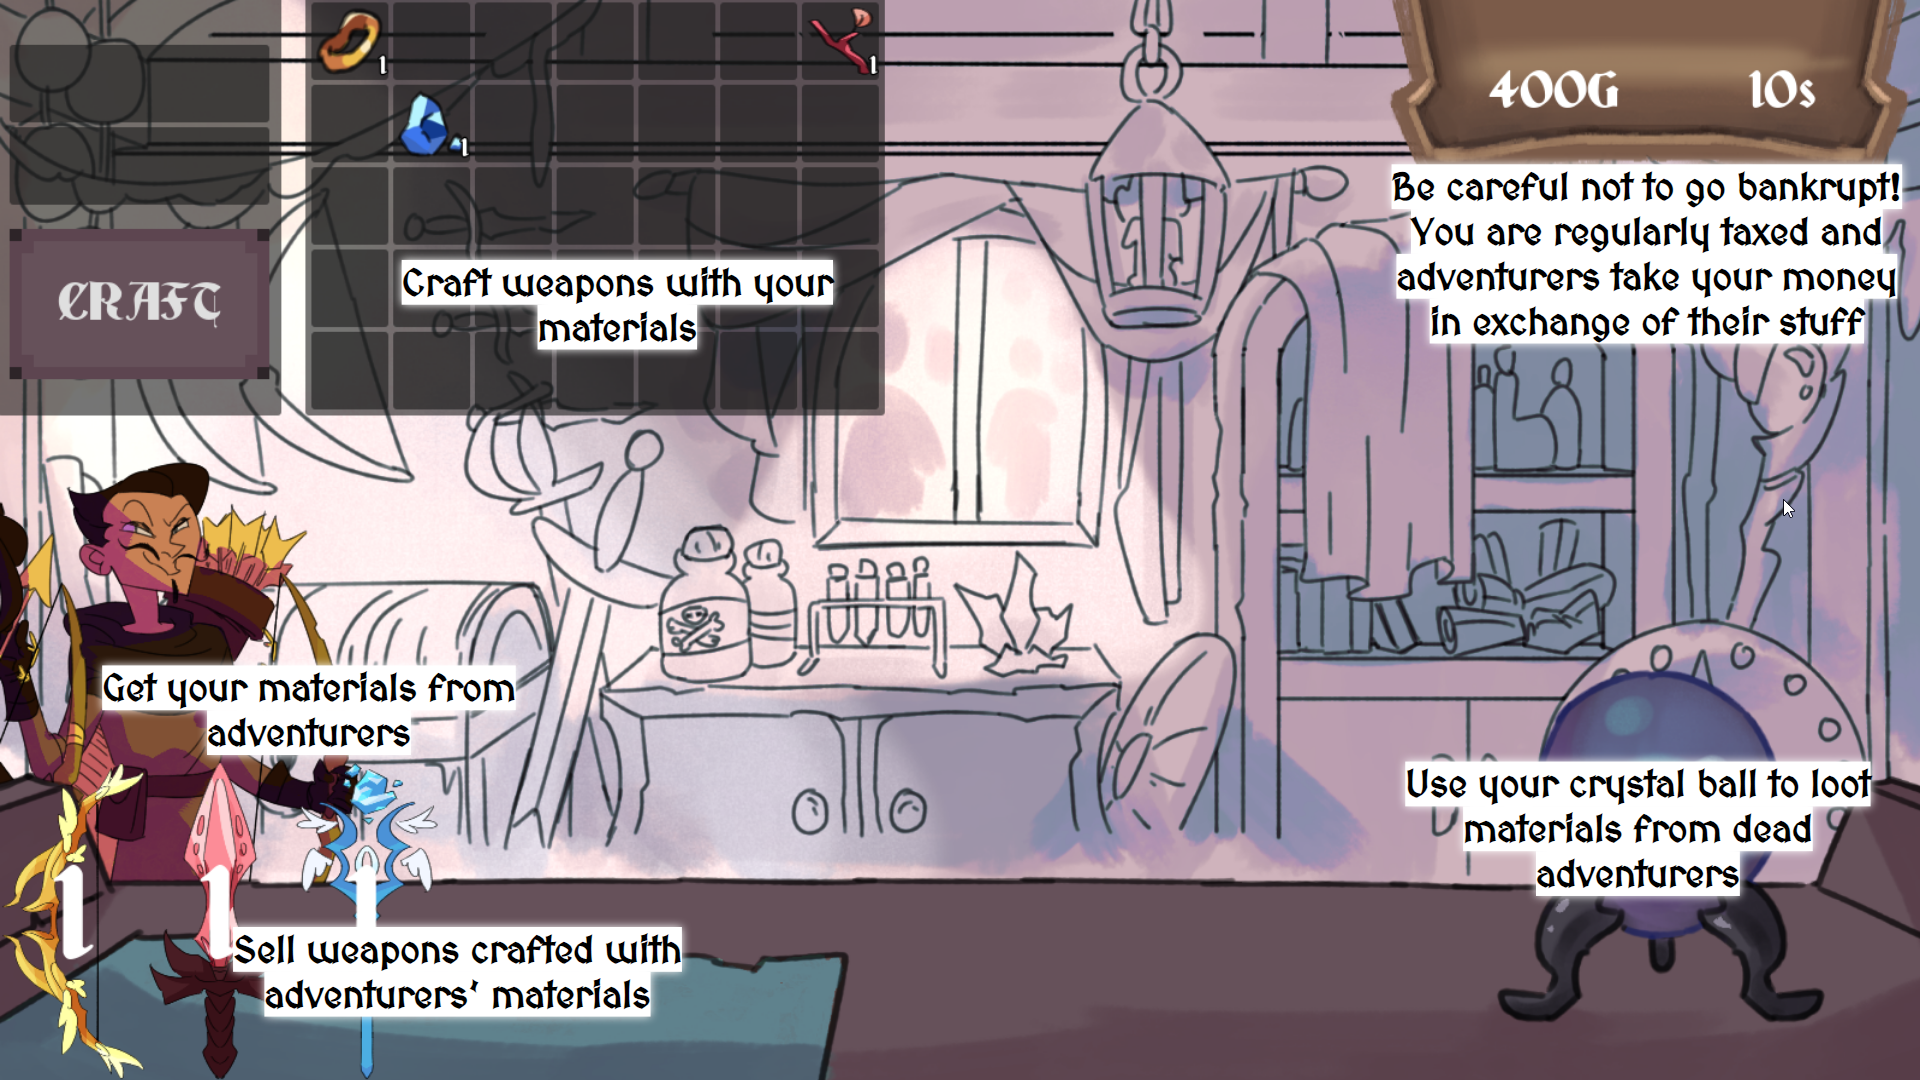 1
1
1
400G
10s
CRAFT
Craft weapons with your
materials
Be careful not to go bankrupt!
You are regularly taxed and
adventurers take your money
in exchange of their stuff
Get your materials from
adventurers
Use your crystal ball to loot
materials from dead
adventurers
1
1
1
Sell weapons crafted with
adventurers' materials